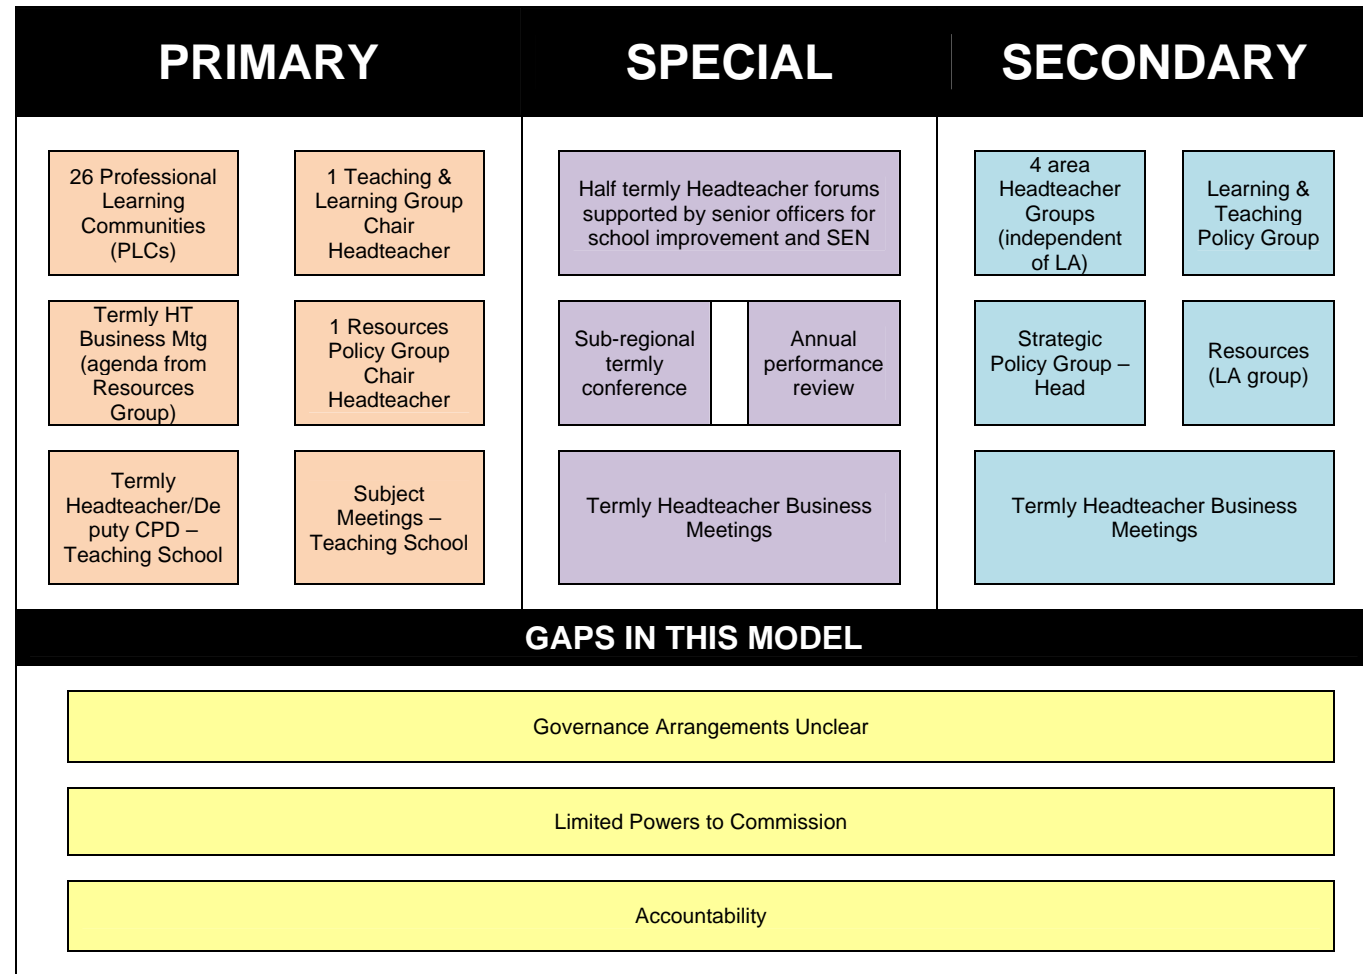 PRIMARY
SPECIAL
SECONDARY
26 Professional
Learning
Communities
(PLCs)
1 Teaching &
Learning Group
Chair
Headteacher
Half termly Headteacher forums
supported by senior officers for
school improvement and SEN
4 area
Headteacher
Groups
(independent
of LA)
Learning &
Teaching
Policy Group
Termly HT
Business Mtg
(agenda from
Resources
Group)
1 Resources
Policy Group
Chair
Headteacher
Sub-regional
termly
conference
Annual
performance
review
Strategic
Policy Group –
Head
Resources
(LA group)
Termly
Headteacher/De
puty CPD –
Teaching School
Subject
Meetings –
Teaching School
Termly Headteacher Business
Meetings
Termly Headteacher Business
Meetings
GAPS IN THIS MODEL
Governance Arrangements Unclear
Limited Powers to Commission
Accountability